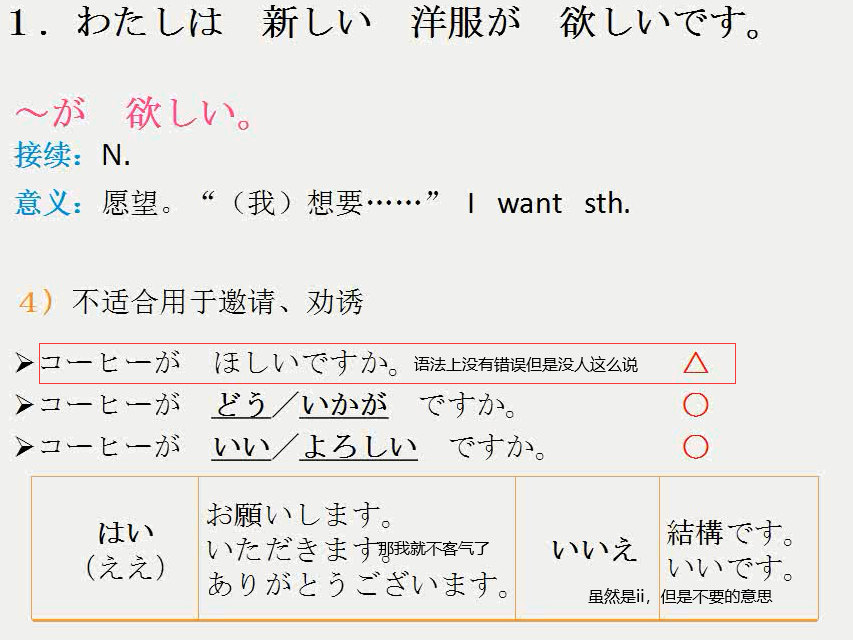 1．わたしは　新しい　洋服が　欲しいです。
～が　欲しい。
接续：N.
意义：愿望。“（我）想要……” I want sth.
4）不适合用于邀请、劝诱
➢コーヒーが　ほしいですか。语法上没有错误但是没人这么说 △
➢コーヒーが　どう／いかが　ですか。 ○
➢コーヒーが　いい／よろしい　ですか。 ○
はい
（ええ）
お願いします。
いただきます。那我就不客气了
ありがとうございます。
いいえ
結構です。
いいです。
虽然是ii，但是不要的意思